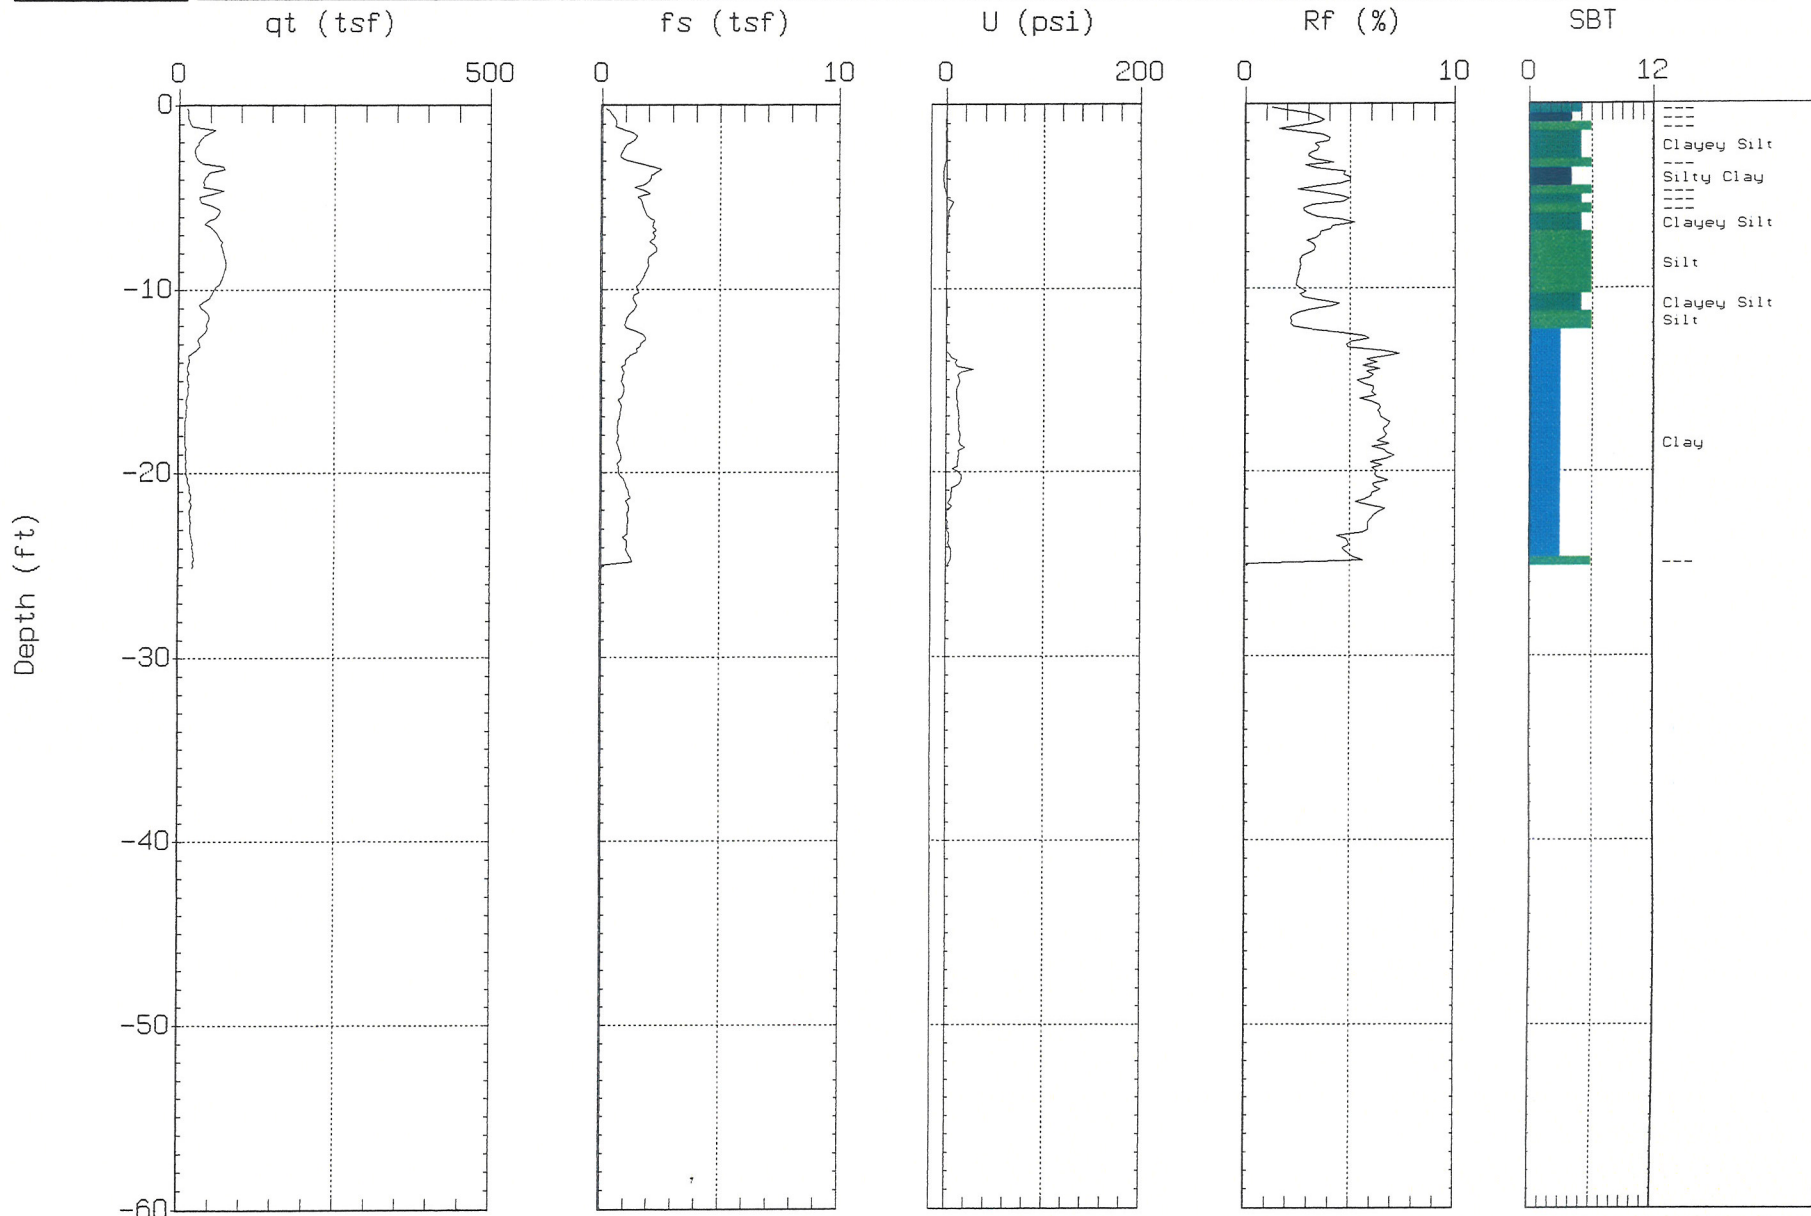 qt (tsf) fs (tsf) U (psi) Rf (%) SBT
0 500 0 10 0 200 0 10 0 12
0
---
---
---
Clayey Silt
---
Silty Clay
---
---
---
Clayey Silt
Silt
-10
Clayey Silt
Silt
Clay
-20
Depth (ft)
---
-30
-40
-50
-60